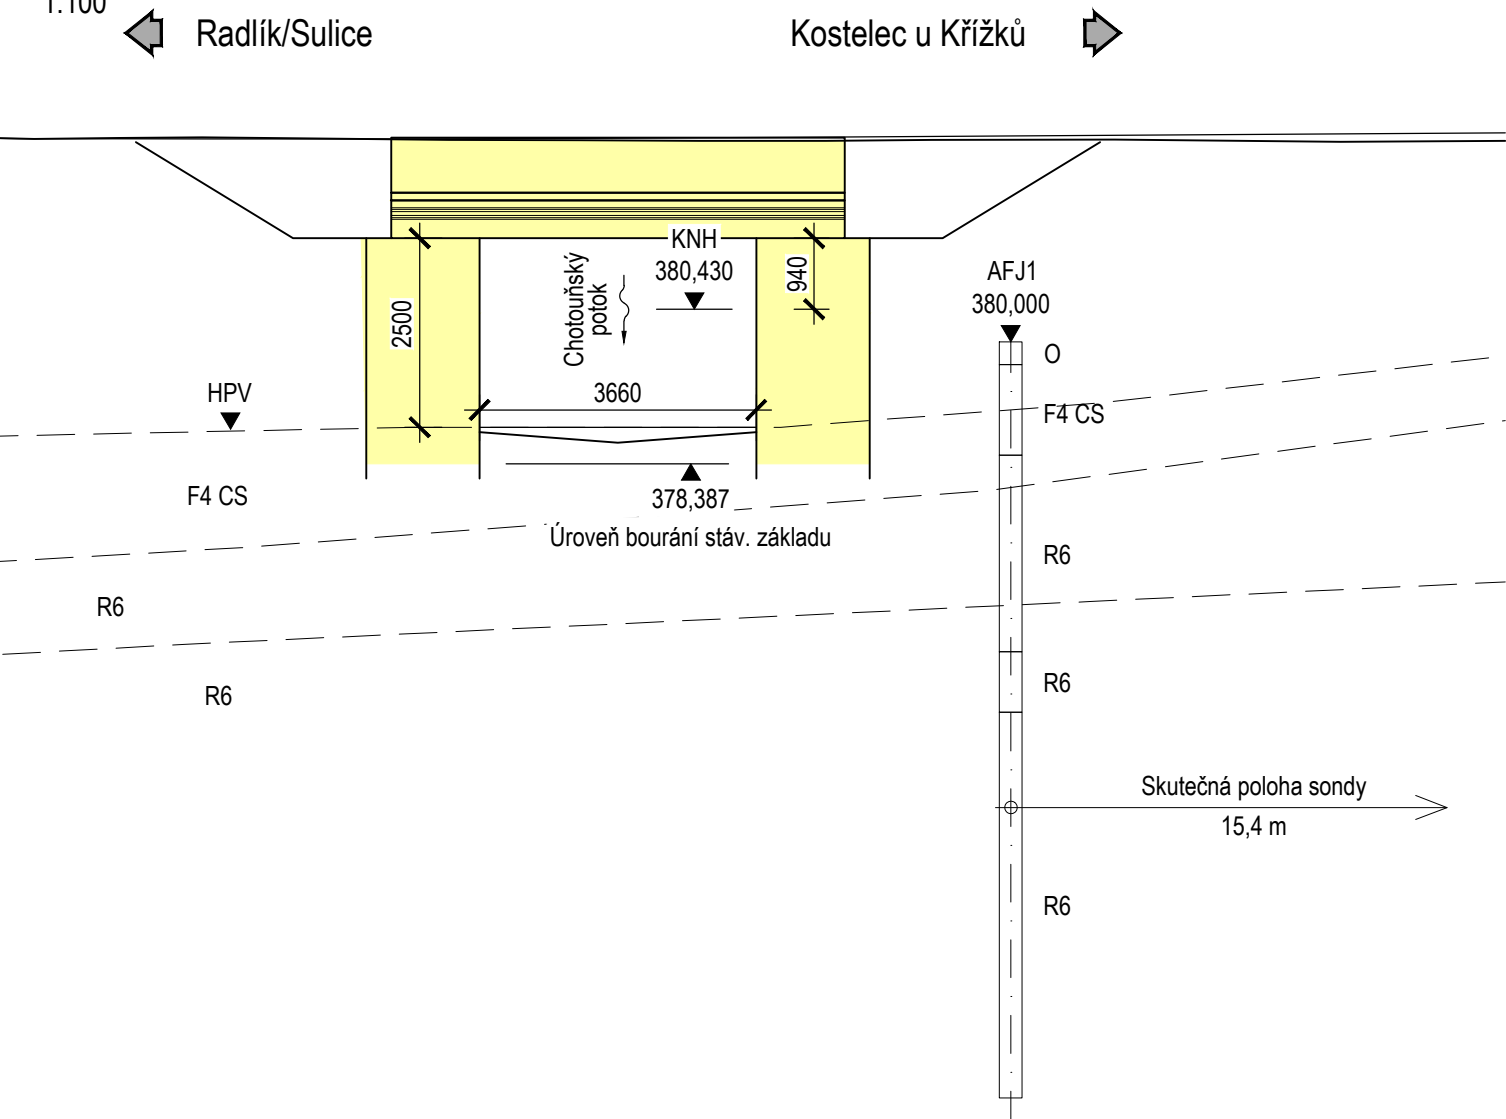 1:100
Radlík/Sulice
Kostelec u Křížků
KNH
380,430
940
2500
Chotouňský
potok
3660
AFJ1
380,000
O
F4 CS
HPV
F4 CS
378,387
Úroveň bourání stáv. základu
R6
R6
R6
R6
Skutečná poloha sondy
15,4 m
R6